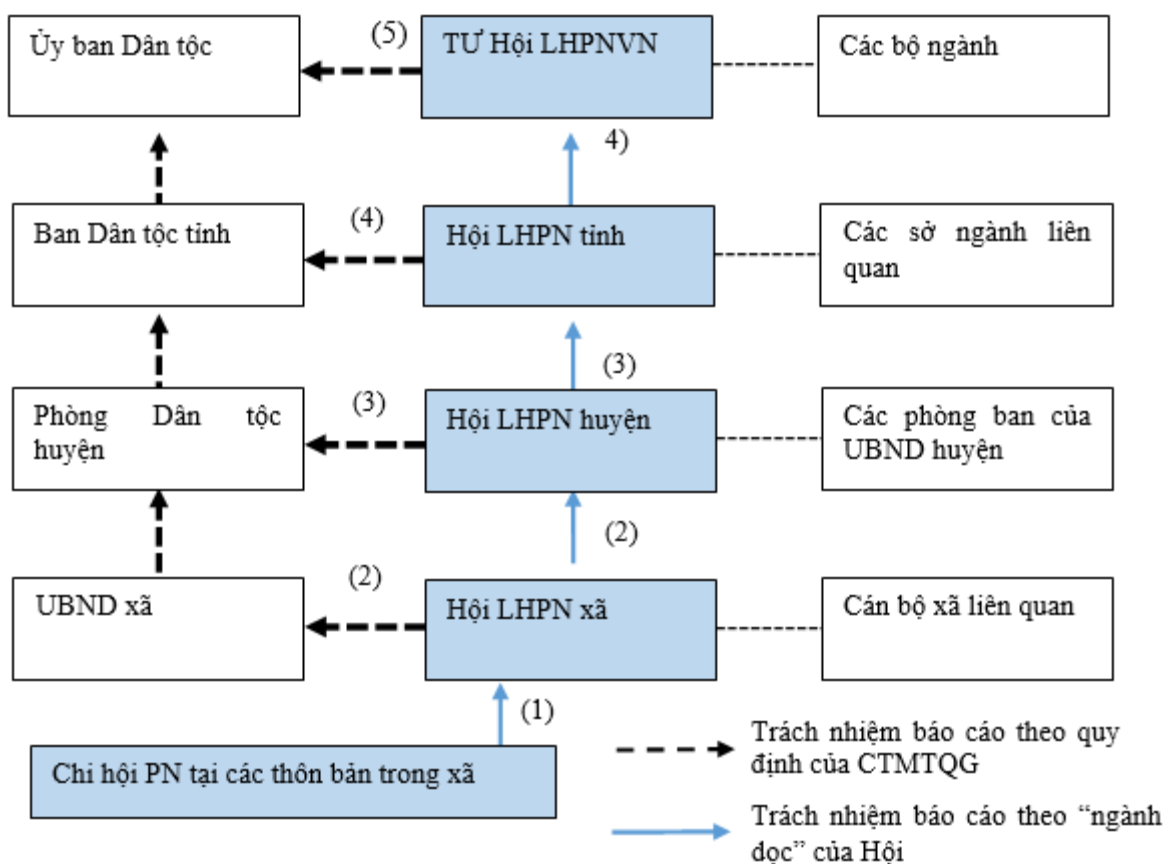 Ủy ban Dân tộc
(5)
TƯ Hội LHPNVN
Các bộ ngành
4)
Ban Dân tộc tỉnh
(4)
Hội LHPN tỉnh
Các sở ngành liên
quan
(3)
Phòng Dân tộc
huyện
(3)
Hội LHPN huyện
Các phòng ban của
UBND huyện
(2)
UBND xã
(2)
Hội LHPN xã
Cán bộ xã liên quan
(1)
Chi hội PN tại các thôn bản trong xã
Trách nhiệm báo cáo theo quy
định của CTMTQG
Trách nhiệm báo cáo theo “ngành
dọc” của Hội